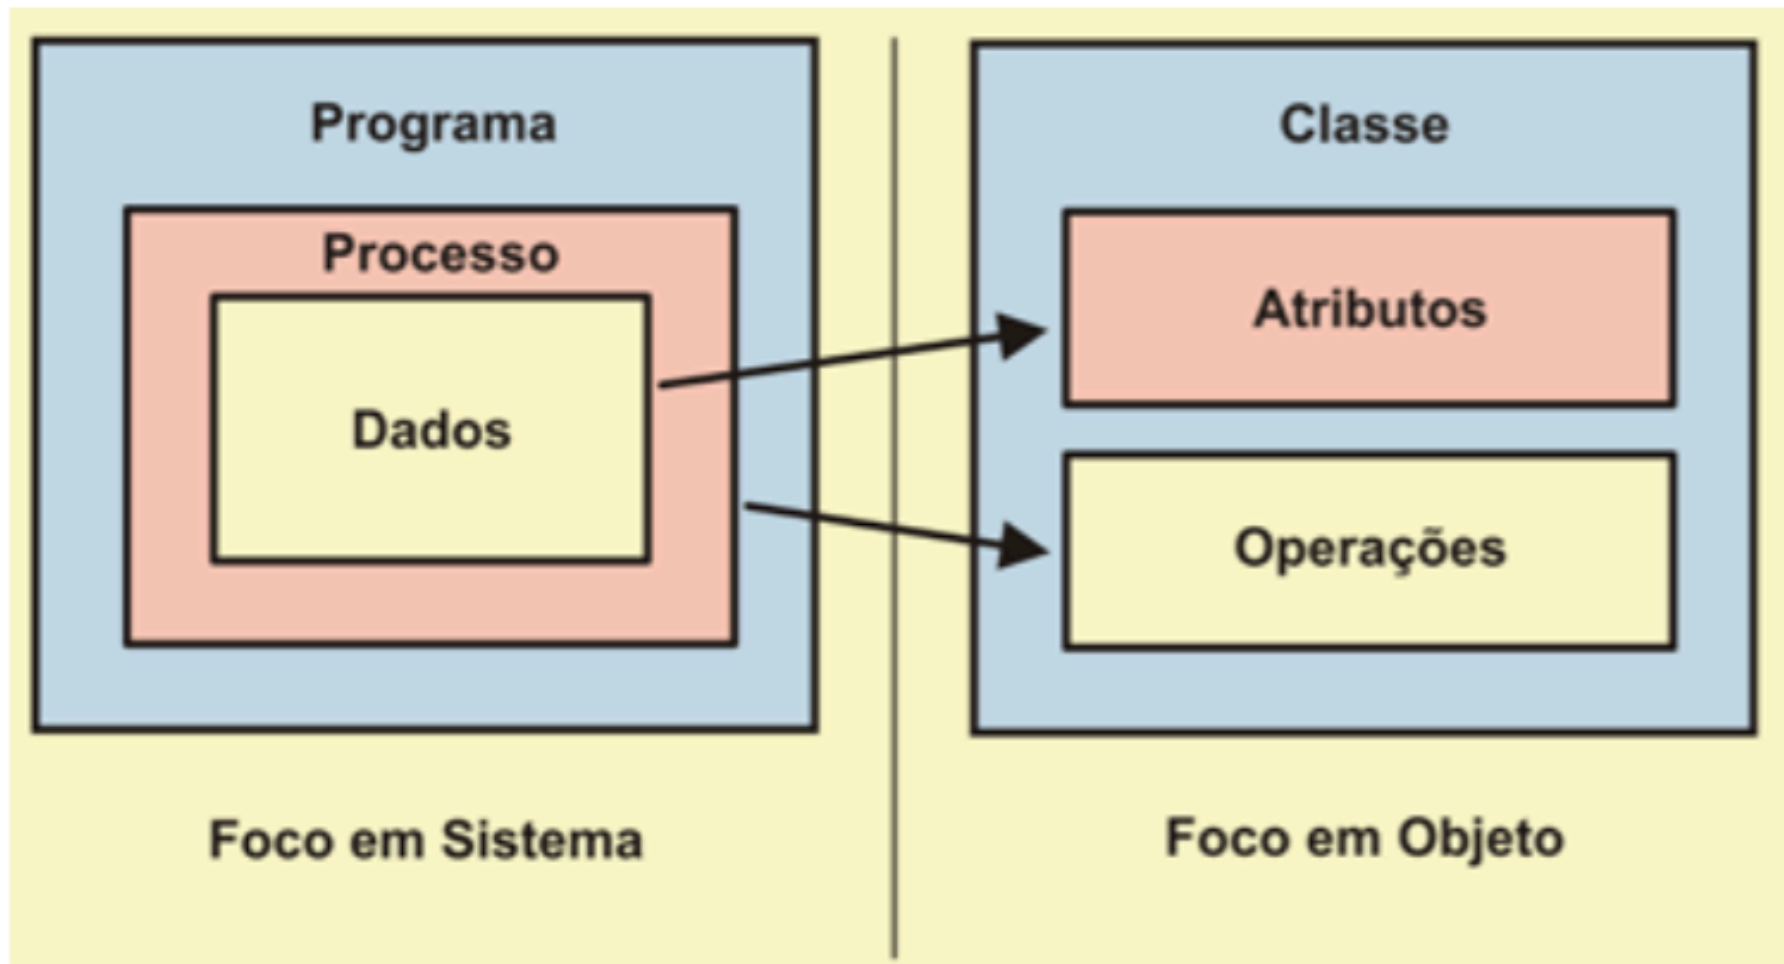 Programa
Processo
Dados
Foco em Sistema
Classe
Atributos
Operações
Foco em Objeto